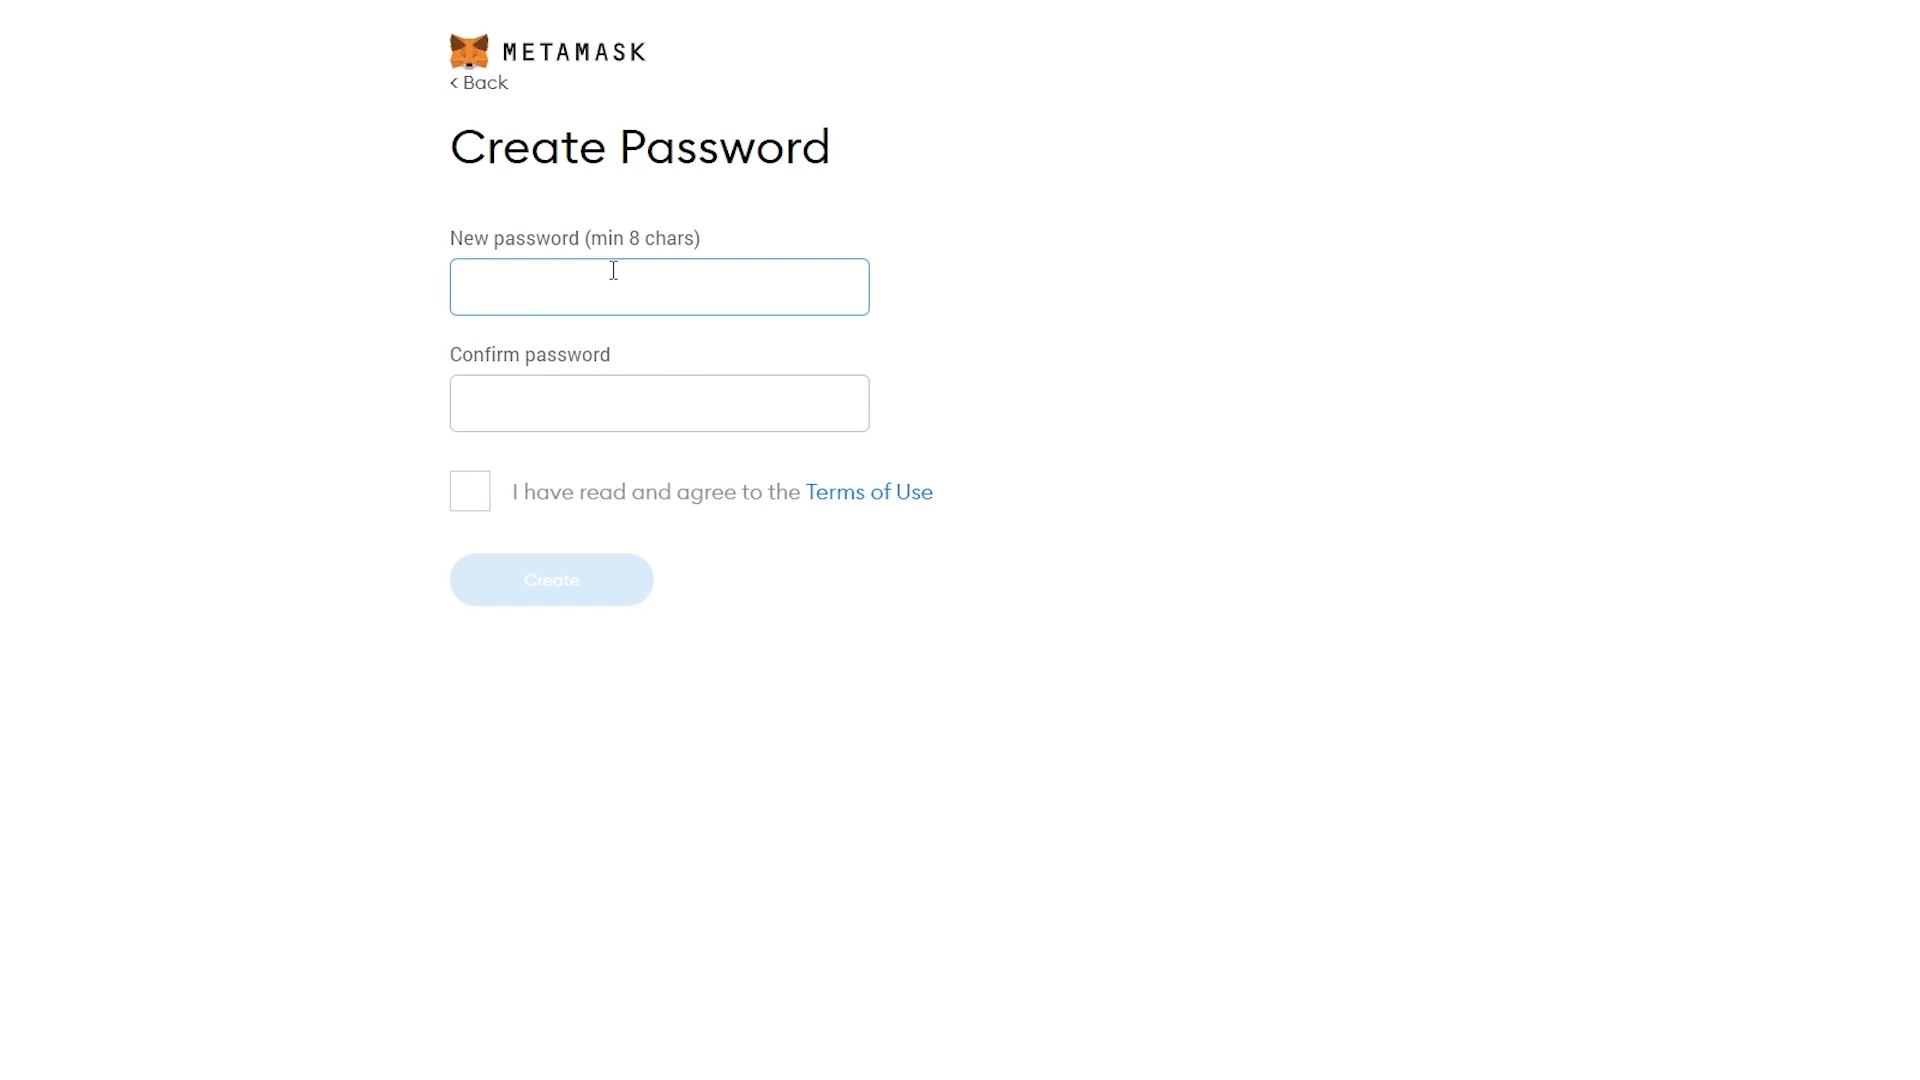 METAMASK
< Back
Create Password
New password (min 8 chars)
Confirm password
I have read and agree to the Terms of Use
Create